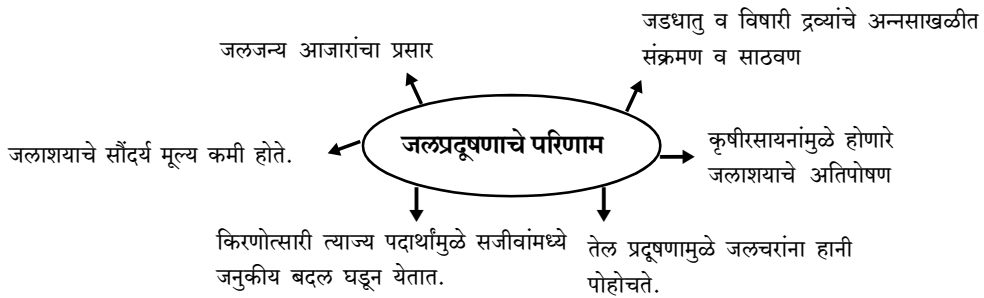 जडधातु व विषारी द्रव्यांचे अन्नसाखळीत
संक्रमण व साठवण
जलजन्य आजारांचा प्रसार
जलप्रदूषणाचे परिणाम
कृषीरसायनांमुळे होणारे
जलाशयाचे अतिपोषण
जलाशयाचे सौंदर्य मूल्य कमी होते.
किरणोत्सारी त्याज्य पदार्थांमुळे सजीवांमध्ये
जनुकीय बदल घडून येतात.
तेल प्रदूषणामुळे जलचरांना हानी
पोहोचते.